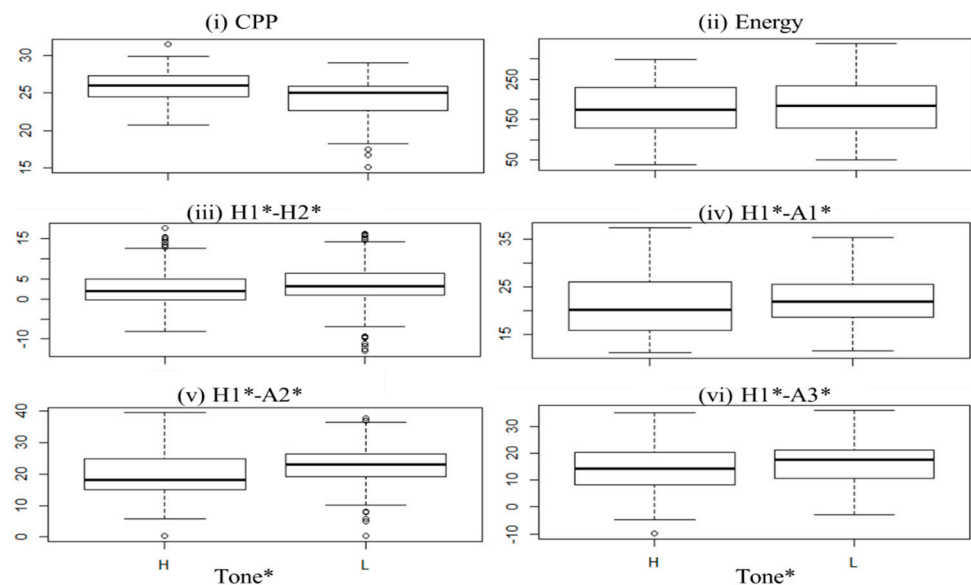 (i) CPP
(ii) Energy
30
25
20
15
250
150
50
(iii) H1*-H2*
(iv) H1*-A1*
15
5
0
-10
35
25
15
(v) H1*-A2*
(vi) H1*-A3*
40
30
20
10
0
30
20
10
0
-10
H
L
H
L
Tone*
Tone*